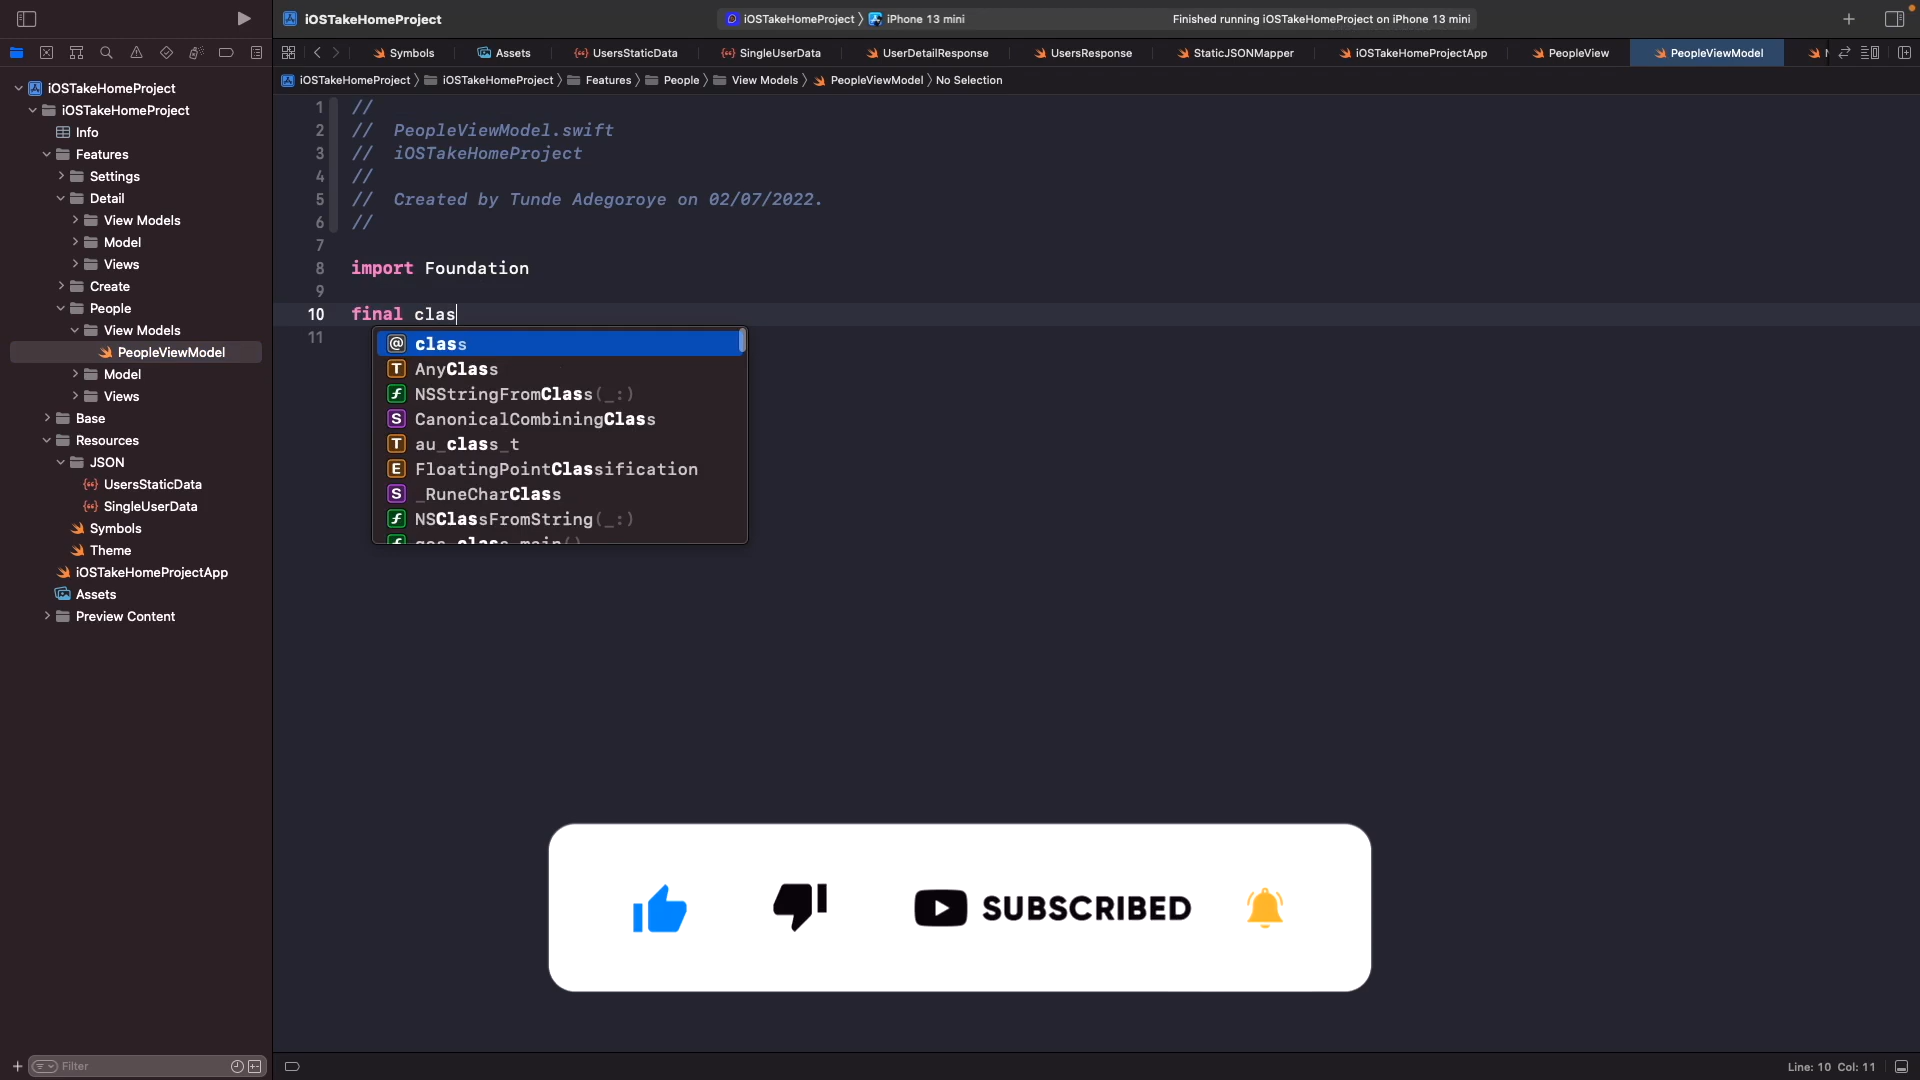 iOSTakeHomeProject
iOSTakeHomeProject
iPhone 13 mini
Finished running iOSTakeHomeProject on iPhone 13 mini
Symbols
Assets
UsersStaticData
SingleUserData
UserDetailResponse
UsersResponse
StaticJSONMapper
iOSTakeHomeProjectApp
PeopleView
PeopleViewModel
iOSTakeHomeProject
iOSTakeHomeProject
Features
People
View Models
PeopleViewModel
No Selection
iOSTakeHomeProject
iOSTakeHomeProject
Info
Features
Settings
Detail
View Models
Model
Views
Create
People
View Models
PeopleViewModel
Model
Views
Base
Resources
JSON
UsersStaticData
SingleUserData
Symbols
Theme
iOSTakeHomeProjectApp
Assets
Preview Content
Filter
1 //
2 // PeopleViewModel.swift
3 // iOSTakeHomeProject
4 //
5 // Created by Tunde Adegoroye on 02/07/2022.
6 //
7
8 import Foundation
9
10 final clas
11
@ class
T AnyClass
f NSStringFromClass(_:)
S CanonicalCombiningClass
T au_class_t
E FloatingPointClassification
S _RuneCharClass
f NSClassFromString(_:)
SUBSCRIBED
Line: 10 Col: 11